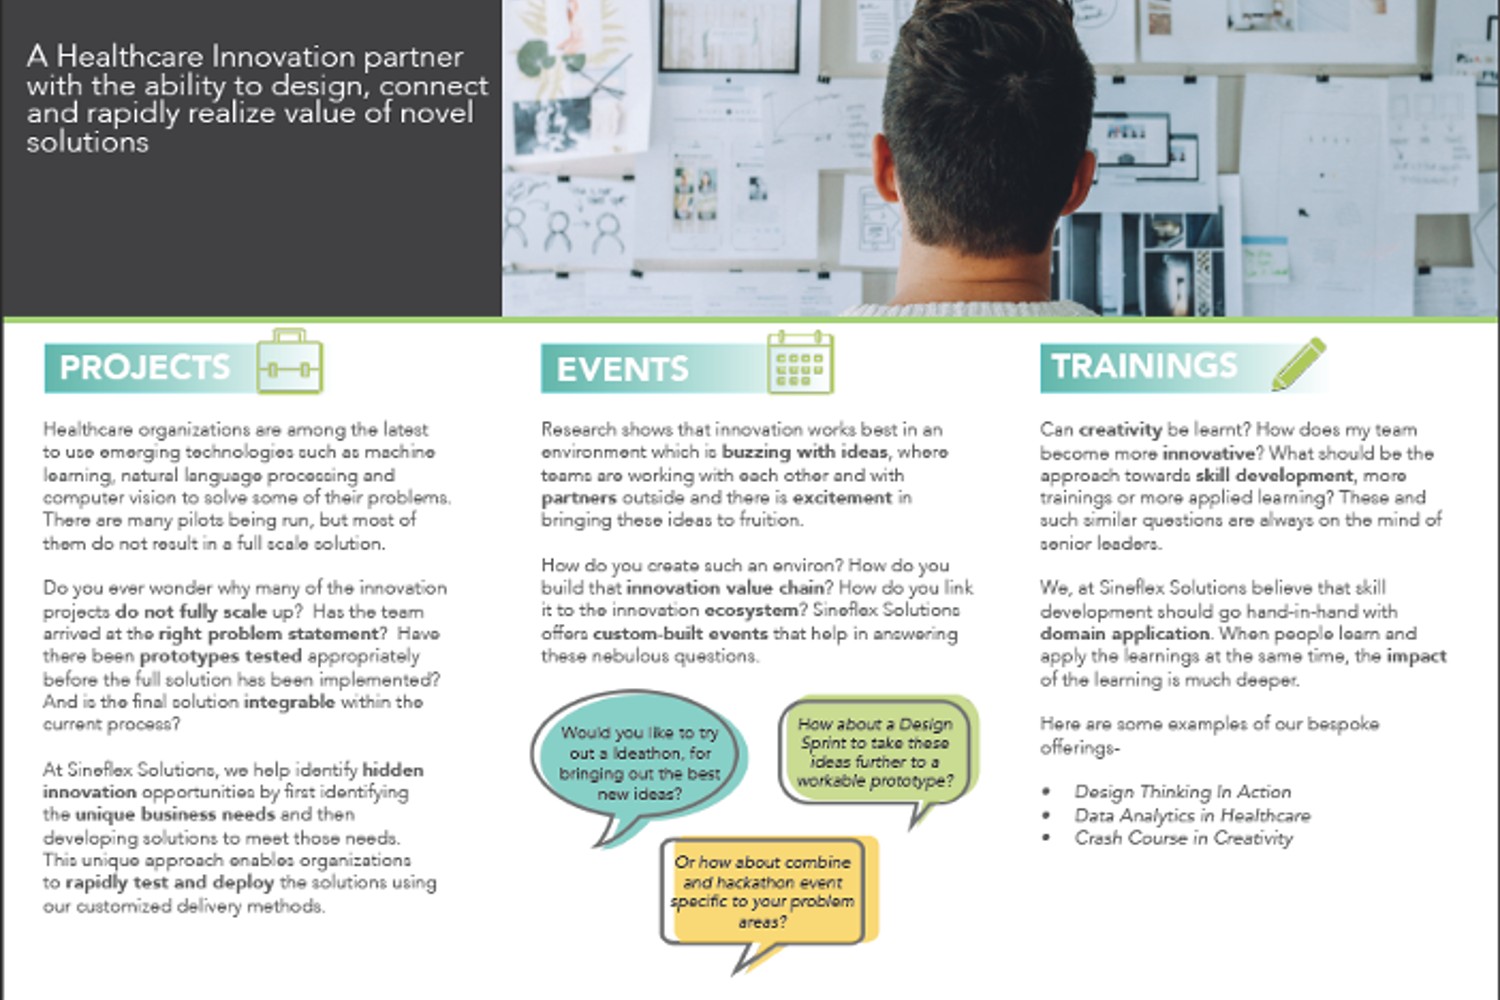 A Healthcare Innovation partner
with the ability to design, connect
and rapidly realize value of novel
solutions
PROJECTS
Healthcare organizations are among the latest
to use emerging technologies such as machine
learning, natural language processing and
computer vision to solve some of their problems.
There are many pilots being run, but most of
them do not result in a full scale solution.
Do you ever wonder why many of the innovation
projects do not fully scale up? Has the team
arrived at the right problem statement? Have
there been prototypes tested appropriately
before the full solution has been implemented?
And is the final solution integrable within the
current process?
At Sineflex Solutions, we help identify hidden
innovation opportunities by first identifying
the unique business needs and then
developing solutions to meet those needs.
This unique approach enables organizations
to rapidly test and deploy the solutions using
our customized delivery methods.
EVENTS
Research shows that innovation works best in an
environment which is buzzing with ideas, where
teams are working with each other and with
partners outside and there is excitement in
bringing these ideas to fruition.
How do you create such an environ? How do you
build that innovation value chain? How do you link
it to the innovation ecosystem? Sineflex Solutions
offers custom-built events that help in answering
these nebulous questions.
Would you like to try
out a Ideathon, for
bringing out the best
new ideas?
How about a Design
Sprint to take these
ideas further to a
workable prototype?
Or how about combine
and hackathon event
specific to your problem
areas?
TRAININGS
Can creativity be learnt? How does my team
become more innovative? What should be the
approach towards skill development, more
trainings or more applied learning? These and
such similar questions are always on the mind of
senior leaders.
We, at Sineflex Solutions believe that skill
development should go hand-in-hand with
domain application. When people learn and
apply the learnings at the same time, the impact
of the learning is much deeper.
Here are some examples of our bespoke
offerings-
• Design Thinking In Action
• Data Analytics in Healthcare
• Crash Course in Creativity